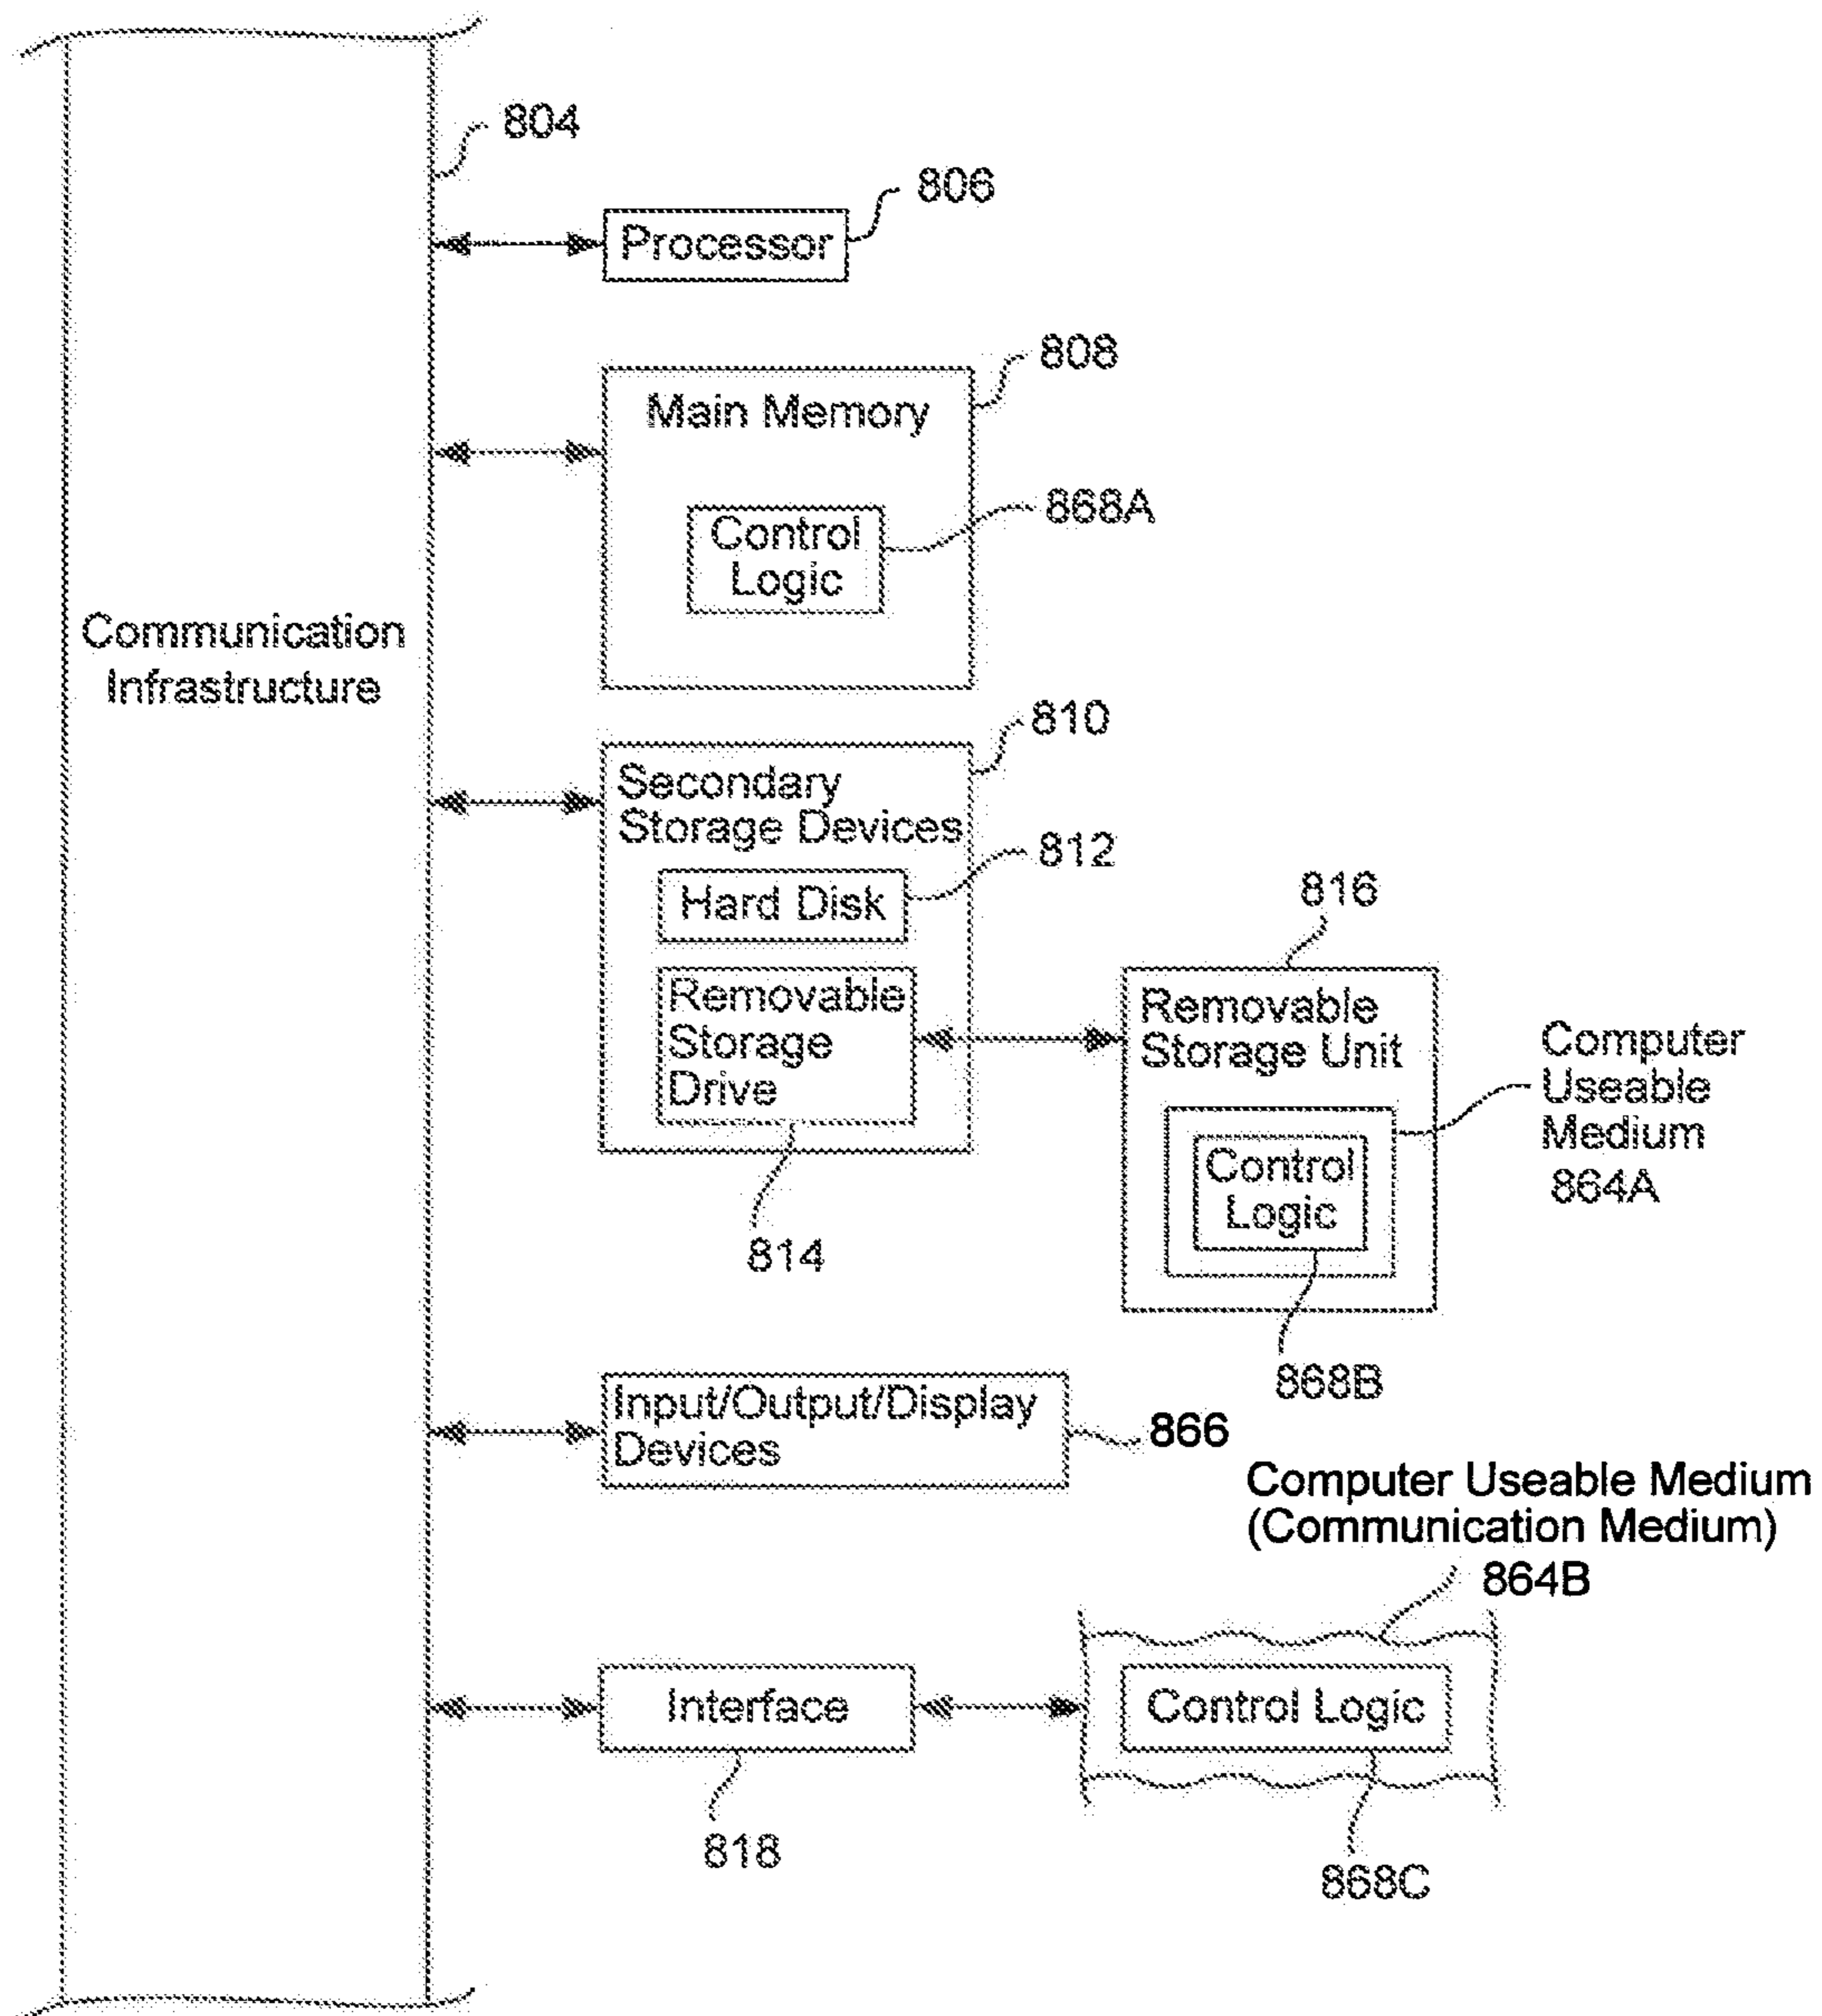 804
806
Processor
808
Main Memory
868A
Control
Logic
Communication
Infrastructure
810
Secondary
Storage Devices
812
Hard Disk
816
Removable
Storage
Drive
Removable
Storage Unit
Computer
Useable
Medium
864A
Control
Logic
814
868B
Input/Output/Display
Devices
866
Computer Useable Medium
(Communication Medium)
864B
Interface
Control Logic
818
868C